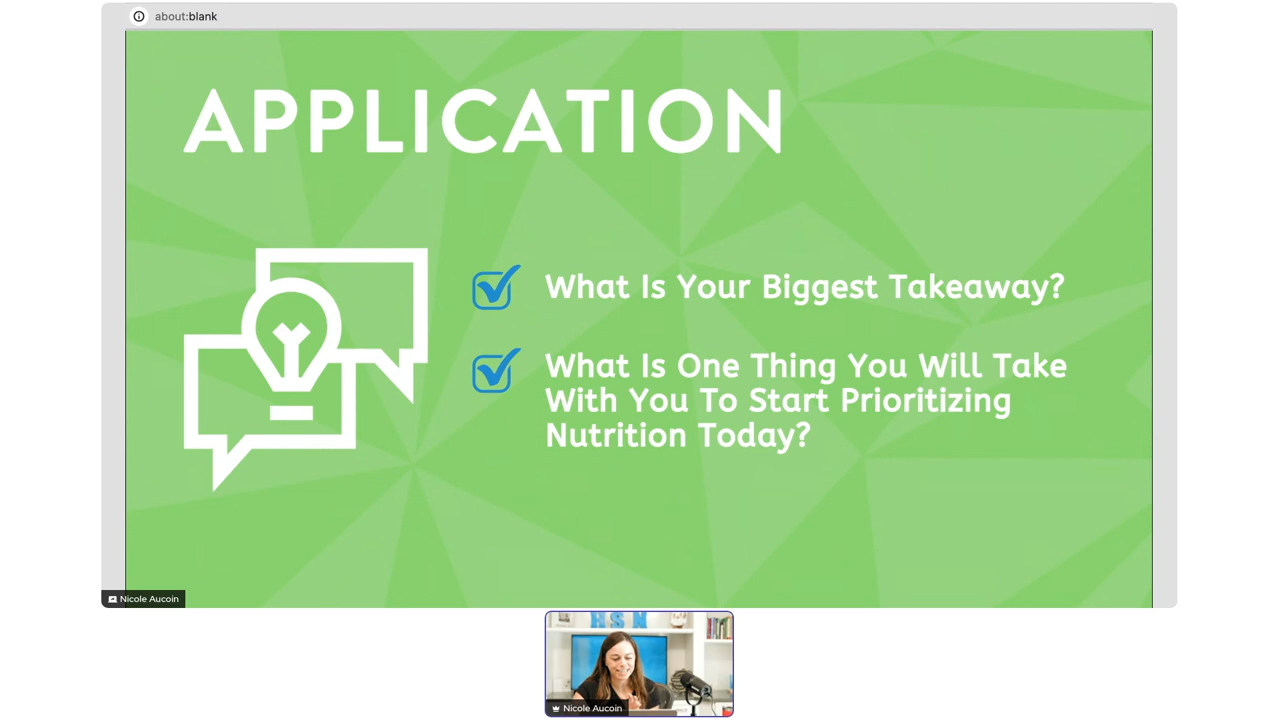 about:blank
APPLICATION
What Is Your Biggest Takeaway?
What Is One Thing You Will Take
With You To Start Prioritizing
Nutrition Today?
Nicole Aucoin
HSN
Nicole Aucoin